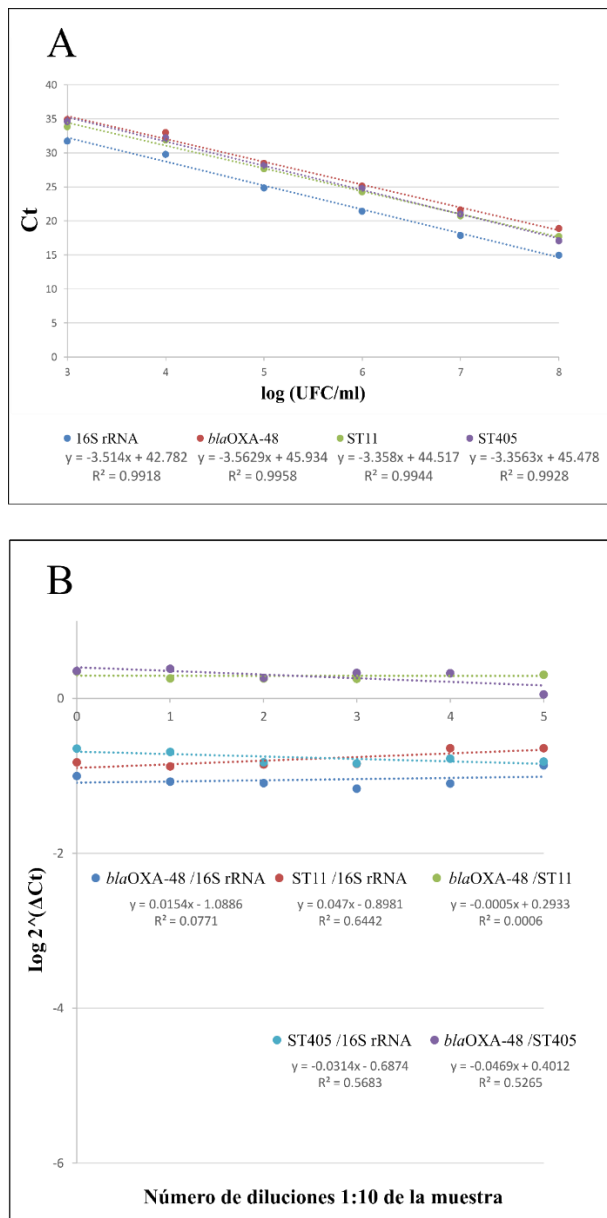 A
Ct
40
35
30
25
20
15
10
5
0
3 4 5 6 7 8
log (UFC/ml)
16S rRNA blaOXA-48 ST11 ST405
y = -3.514x + 42.782 y = -3.5629x + 45.934 y = -3.358x + 44.517 y = -3.3563x + 45.478
R² = 0.9918 R² = 0.9958 R² = 0.9944 R² = 0.9928
B
Log 2^(ΔCt)
0
0 1 2 3 4 5
-2
blaOXA-48 /16S rRNA ST11 /16S rRNA blaOXA-48 /ST11
y = 0.0154x - 1.0886 y = 0.047x - 0.8981 y = -0.0005x + 0.2933
R² = 0.0771 R² = 0.6442 R² = 0.0006
-4
ST405 /16S rRNA blaOXA-48 /ST405
y = -0.0314x - 0.6874 y = -0.0469x + 0.4012
R² = 0.5683 R² = 0.5265
-6
Número de diluciones 1:10 de la muestra